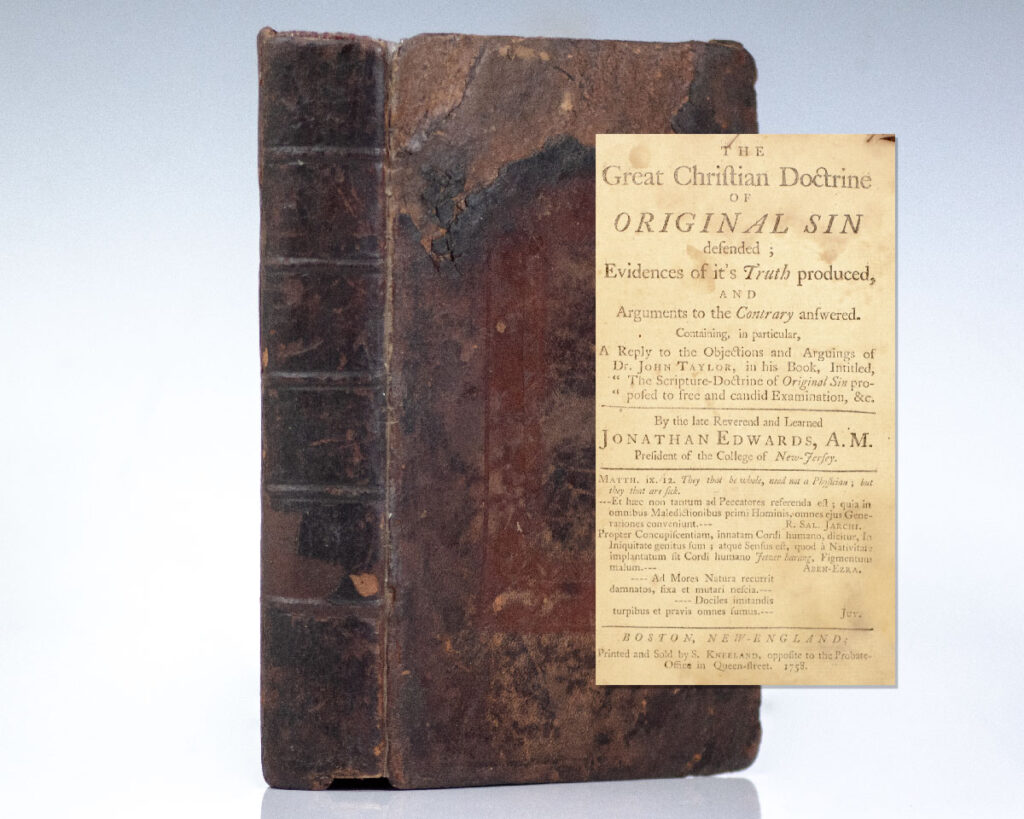 THE
Great Chriſtian Doctrine
OF
ORIGINAL SIN
defended ;
Evidences of it's Truth produced,
AND
Arguments to the Contrary anſwered.
Containing, in particular,
A Reply to the Objections and Arguings of
Dr. JOHN TAYLOR, in his Book, Intitled,
“ The Scripture-Doctrine of Original Sin pro-
“ poſed to free and candid Examination, &c.
By the late Reverend and Learned
JONATHAN EDWARDS, A. M.
Preſident of the College of New-Jerſey.
MATTH. ix. 12. They that be whole, need not a Phyſician ; but
they that are ſick.
---Et hæc non tantum ad Peccatores referenda eſt ; quia in
omnibus Maledictionibus primi Hominis, omnes ejus Gene-
rationes conveniunt.--- R. SAL. JARCHI.
Propter Concupiſcentiam, innatam Cordi humano, dicitur, In
Iniquitate genitus ſum ; atque Senſus eſt, quod à Nativitate
implantatum ſit Cordi humano Jetzer harang, Figmentum
malum.--- ABEN-EZRA.
---- Ad Mores Natura recurrit
damnatos, fixa et mutari neſcia.---
---- Dociles imitandis
turpibus et pravis omnes ſumus.--- JUV.
BOSTON, NEW-ENGLAND;
Printed and Sold by S. KNEELAND, oppoſite to the Probate-
Office in Queen-ſtreet. 1758.